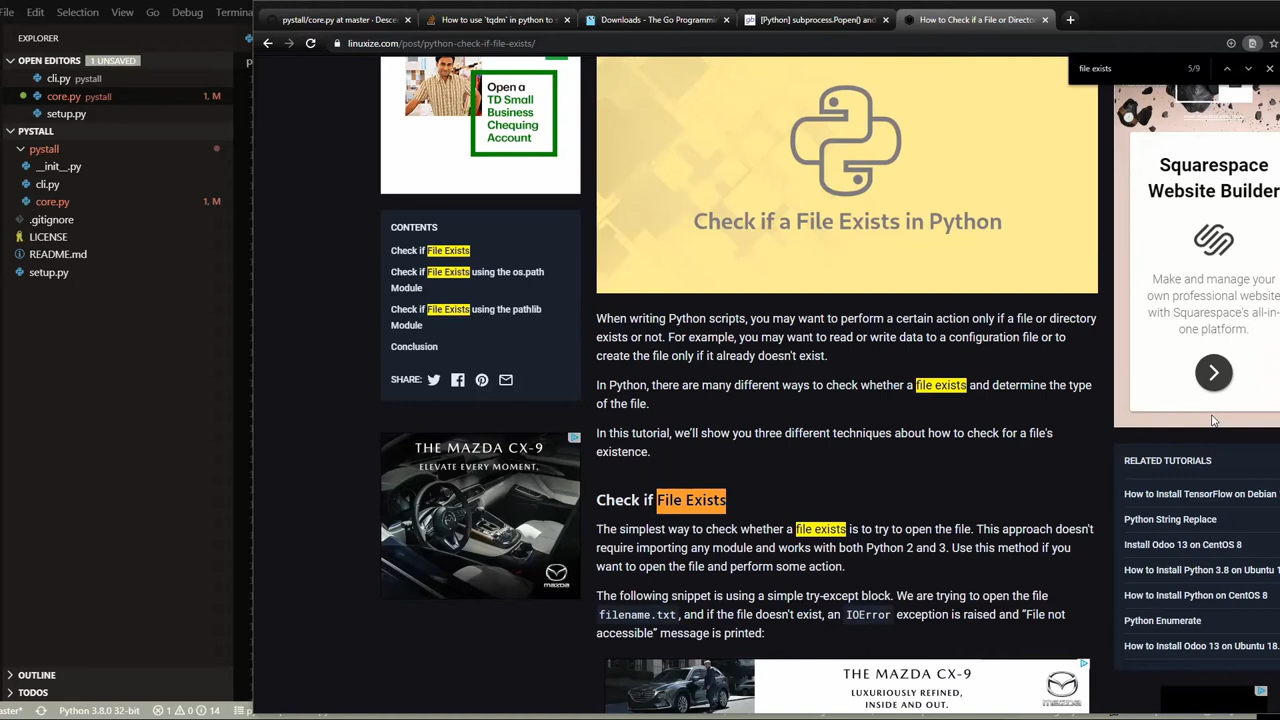 Edit
Selection
View
Go
Debug
Terminal
EXPLORER
OPEN EDITORS 1 UNSAVED
cli.py pystall
core.py pystall 1, M
setup.py
PYSTALL
pystall
__init__.py
cli.py
core.py 1, M
.gitignore
LICENSE
README.md
setup.py
OUTLINE
TODOS
master*
Python 3.8.0 32-bit
1 0 14
pystall/core.py at master · Desce
How to use `tqdm` in python to s
Downloads - The Go Programmi
[Python] subprocess.Popen() and
How to Check if a File or Directo
linuxize.com/post/python-check-if-file-exists/
file exists 5/9
Open a
TD Small
Business
Chequing
Account
CONTENTS
Check if File Exists
Check if File Exists using the os.path
Module
Check if File Exists using the pathlib
Module
Conclusion
SHARE:
THE MAZDA CX-9
ELEVATE EVERY MOMENT.
Check if a File Exists in Python
When writing Python scripts, you may want to perform a certain action only if a file or directory
exists or not. For example, you may want to read or write data to a configuration file or to
create the file only if it already doesn't exist.
In Python, there are many different ways to check whether a file exists and determine the type
of the file.
In this tutorial, we'll show you three different techniques about how to check for a file's
existence.
Check if File Exists
The simplest way to check whether a file exists is to try to open the file. This approach doesn't
require importing any module and works with both Python 2 and 3. Use this method if you
want to open the file and perform some action.
The following snippet is using a simple try-except block. We are trying to open the file
filename.txt, and if the file doesn't exist, an IOError exception is raised and “File not
accessible” message is printed:
THE MAZDA CX-9
LUXURIOUSLY REFINED,
INSIDE AND OUT.
Squarespace
Website Builder
Make and manage your
own professional website
with Squarespace's all-in-
one platform.
RELATED TUTORIALS
How to Install TensorFlow on Debian
Python String Replace
Install Odoo 13 on CentOS 8
How to Install Python 3.8 on Ubuntu 1
How to Install Python on CentOS 8
Python Enumerate
How to Install Odoo 13 on Ubuntu 18.